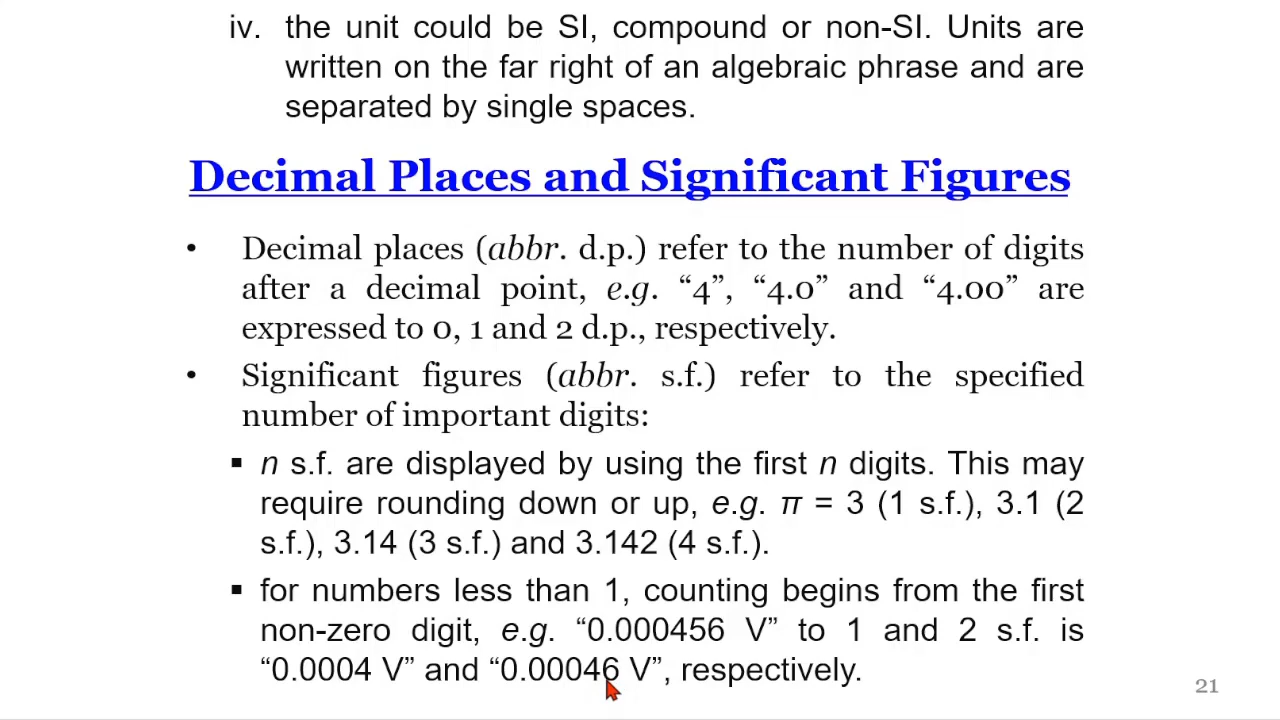 iv. the unit could be SI, compound or non-SI. Units are
written on the far right of an algebraic phrase and are
separated by single spaces.
Decimal Places and Significant Figures
• Decimal places (abbr. d.p.) refer to the number of digits
after a decimal point, e.g. “4”, “4.0” and “4.00” are
expressed to 0, 1 and 2 d.p., respectively.
• Significant figures (abbr. s.f.) refer to the specified
number of important digits:
▪ n s.f. are displayed by using the first n digits. This may
require rounding down or up, e.g. π = 3 (1 s.f.), 3.1 (2
s.f.), 3.14 (3 s.f.) and 3.142 (4 s.f.).
▪ for numbers less than 1, counting begins from the first
non-zero digit, e.g. “0.000456 V” to 1 and 2 s.f. is
“0.0004 V” and “0.00046 V”, respectively.
21